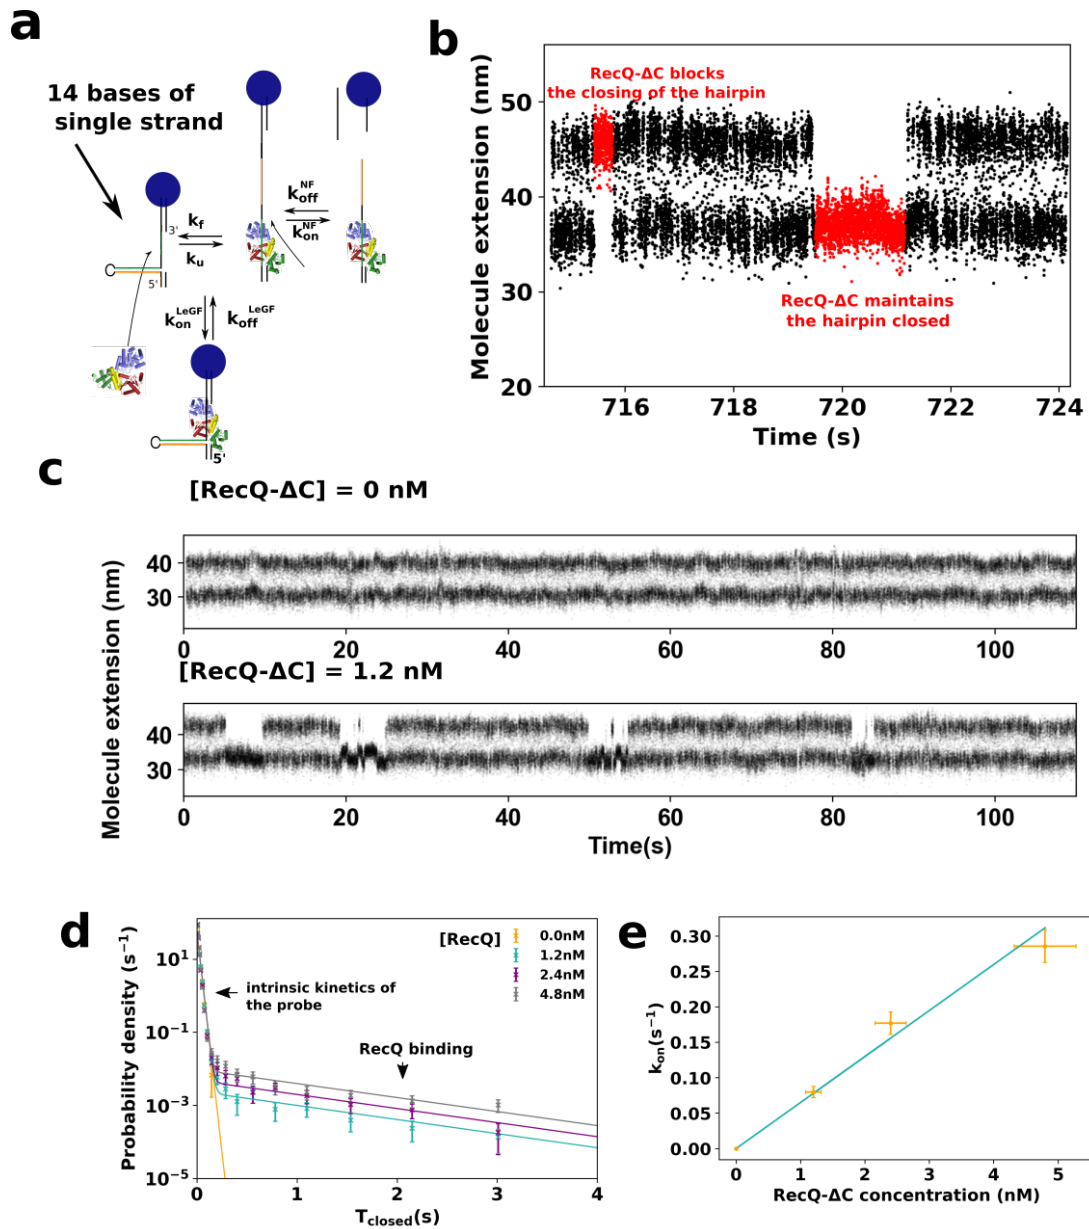 a
14 bases of
single strand
3'
k_f
k_u
5'
k_off^NF
k_on^NF
k_on^LeGF
k_off^LeGF
5'
b
Molecule extension (nm)
50
40
30
20
RecQ-ΔC blocks
the closing of the hairpin
RecQ-ΔC maintains
the hairpin closed
716
718
720
722
724
Time (s)
c
[RecQ-ΔC] = 0 nM
Molecule extension (nm)
40
30
0
20
40
60
80
100
[RecQ-ΔC] = 1.2 nM
40
30
0
20
40
60
80
100
Time(s)
d
Probability density (s⁻¹)
10¹
10⁻¹
10⁻³
10⁻⁵
intrinsic kinetics of
the probe
RecQ binding
[RecQ]
0.0nM
1.2nM
2.4nM
4.8nM
0
1
2
3
4
T_closed(s)
e
k_on(s⁻¹)
0.30
0.25
0.20
0.15
0.10
0.05
0.00
0
1
2
3
4
5
RecQ-ΔC concentration (nM)